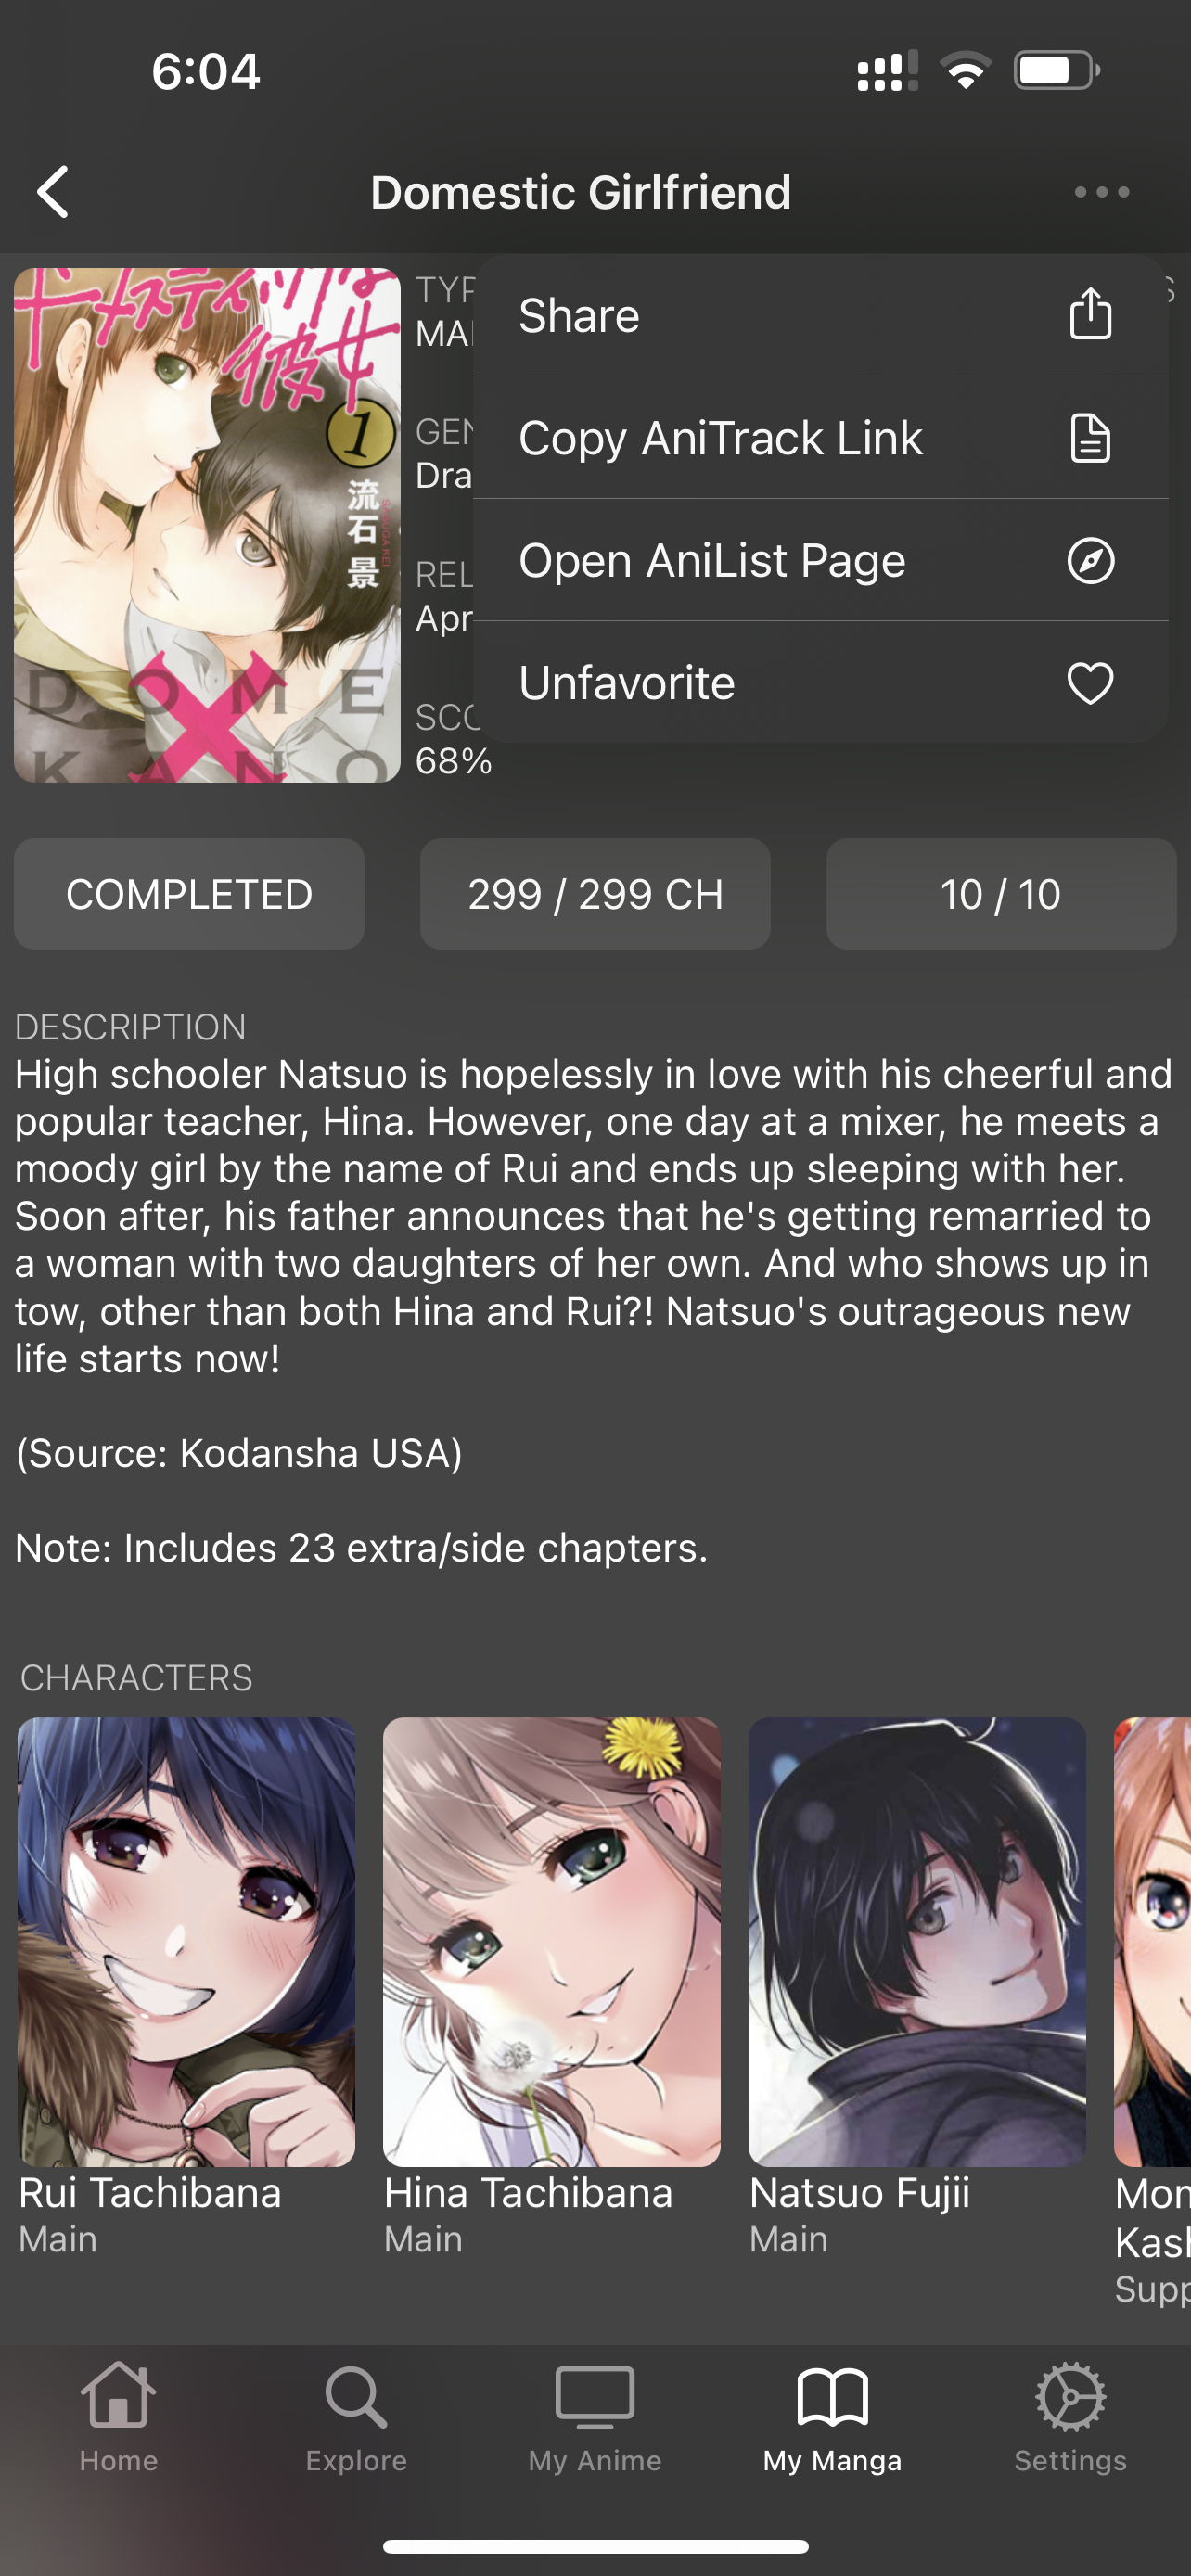 6:04
Domestic Girlfriend
ドメスティックな
彼女
1
流石景
SASUGA KEI
DOME
KANO
TYP
MA
GEN
Dra
REL
Apr
SCO
68%
S
Share
Copy AniTrack Link
Open AniList Page
Unfavorite
COMPLETED
299 / 299 CH
10 / 10
DESCRIPTION
High schooler Natsuo is hopelessly in love with his cheerful and
popular teacher, Hina. However, one day at a mixer, he meets a
moody girl by the name of Rui and ends up sleeping with her.
Soon after, his father announces that he's getting remarried to
a woman with two daughters of her own. And who shows up in
tow, other than both Hina and Rui?! Natsuo's outrageous new
life starts now!
(Source: Kodansha USA)
Note: Includes 23 extra/side chapters.
CHARACTERS
Rui Tachibana
Main
Hina Tachibana
Main
Natsuo Fujii
Main
Mom
Kash
Supp
Home
Explore
My Anime
My Manga
Settings